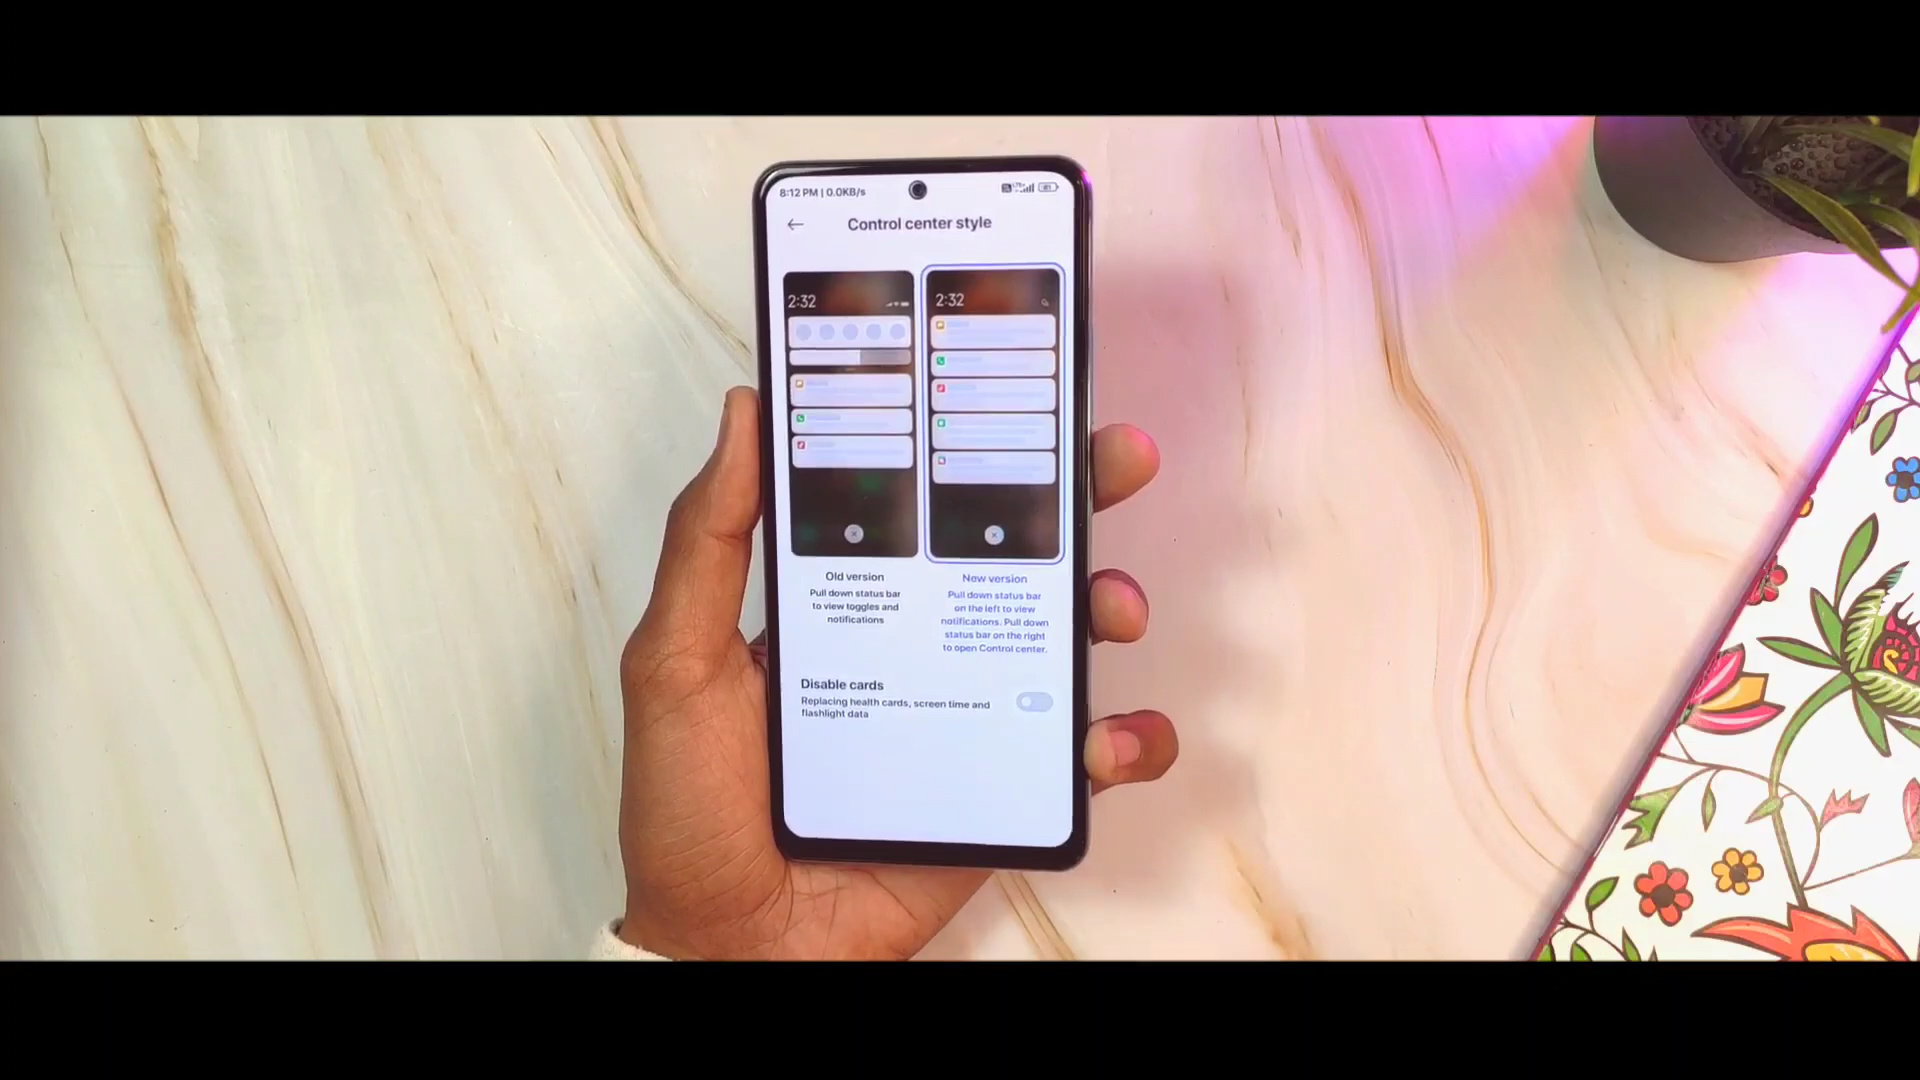 8:12 PM | 0.0KB/s
Control center style
2:32
2:32
Old version
Pull down status bar
to view toggles and
notifications
New version
Pull down status bar
on the left to view
notifications. Pull down
status bar on the right
to open Control center.
Disable cards
Replacing health cards, screen time and
flashlight data